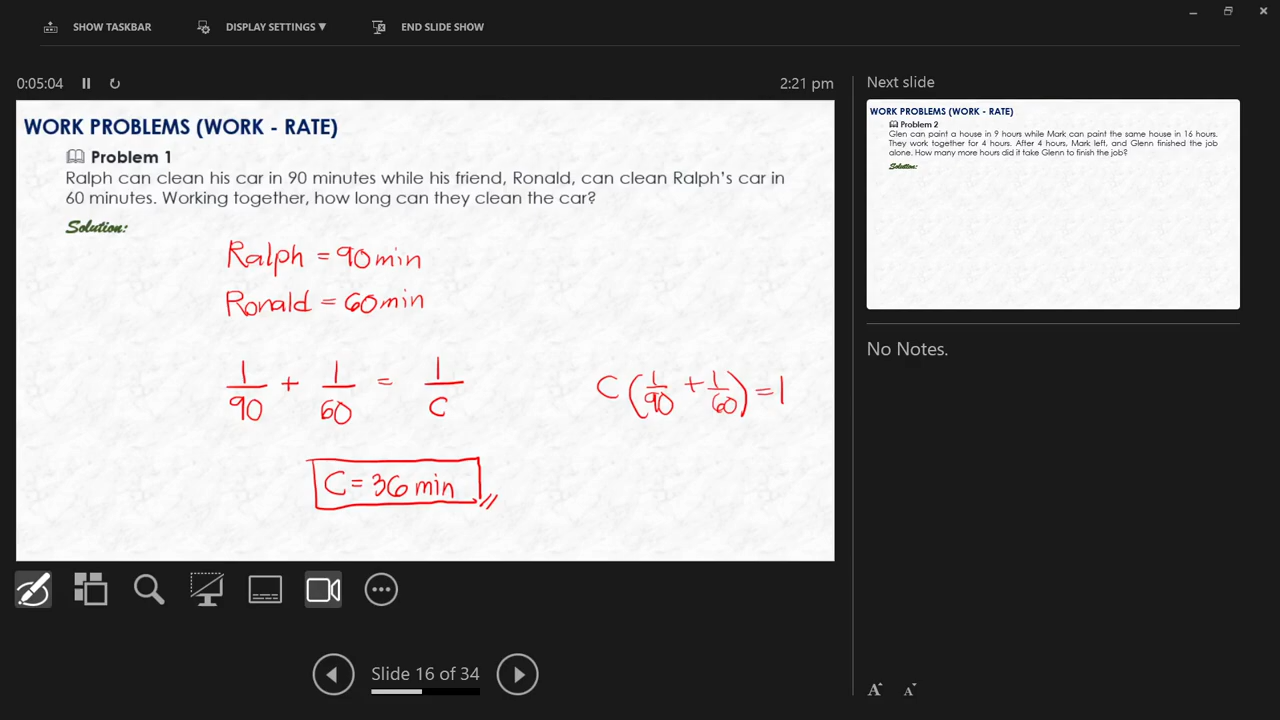 SHOW TASKBAR DISPLAY SETTINGS ▼ END SLIDE SHOW
0:05:04 2:21 pm
WORK PROBLEMS (WORK - RATE)
Problem 1
Ralph can clean his car in 90 minutes while his friend, Ronald, can clean Ralph's car in
60 minutes. Working together, how long can they clean the car?
Solution:
Ralph = 90 min
Ronald = 60 min
1/90 + 1/60 = 1/C
C (1/90 + 1/60) = 1
C = 36 min
Slide 16 of 34
Next slide
WORK PROBLEMS (WORK - RATE)
Problem 2
Glen can paint a house in 9 hours while Mark can paint the same house in 16 hours.
They work together for 4 hours. After 4 hours, Mark left, and Glenn finished the job
alone. How many more hours did it take Glenn to finish the job?
Solution:
No Notes.
A A